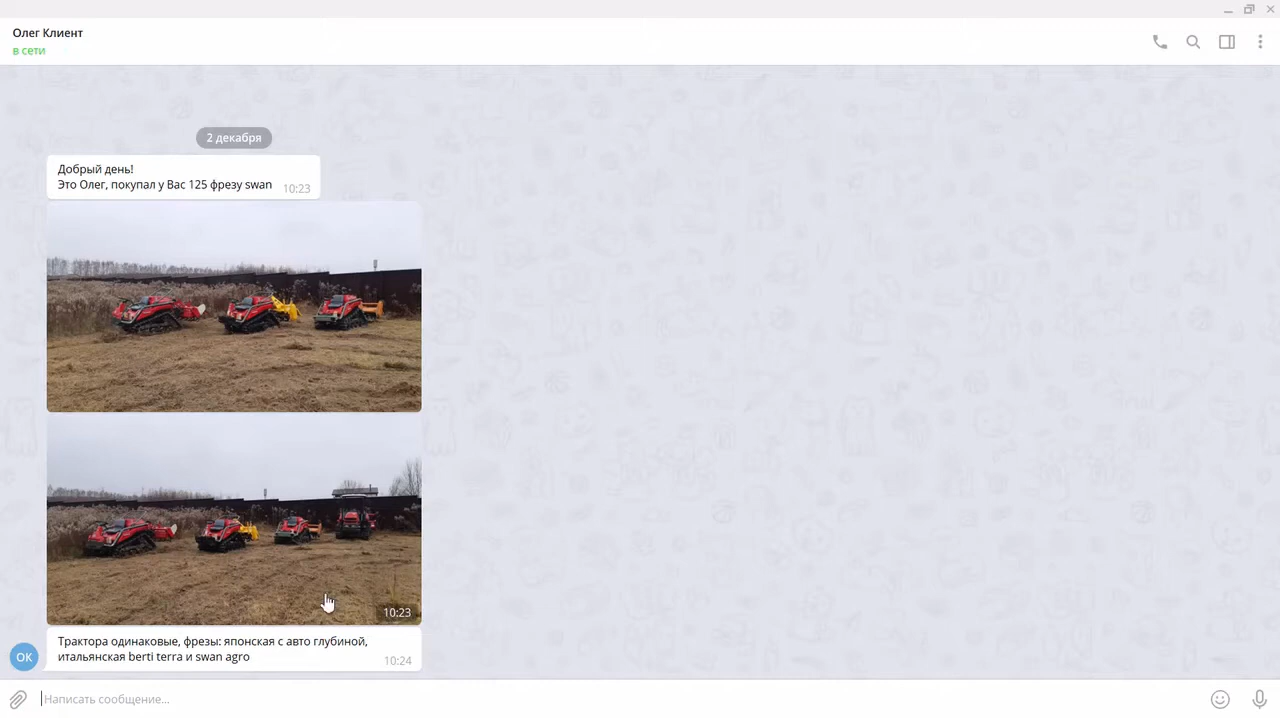 Олег Клиент
в сети
2 декабря
Добрый день!
Это Олег, покупал у Вас 125 фрезу swan
10:23
10:23
Трактора одинаковые, фрезы: японская с авто глубиной,
итальянская berti terra и swan agro
10:24
ОК
Написать сообщение...